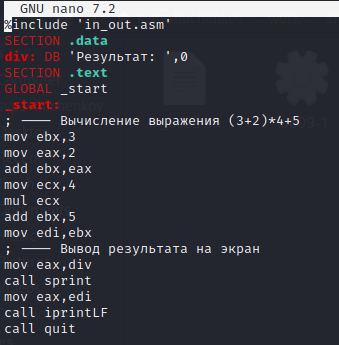 GNU nano 7.2
%include 'in_out.asm'
SECTION .data
div: DB 'Результат: ',0
SECTION .text
GLOBAL _start
_start:
; ---- Вычисление выражения (3+2)*4+5
mov ebx,3
mov eax,2
add ebx,eax
mov ecx,4
mul ecx
add ebx,5
mov edi,ebx
; ---- Вывод результата на экран
mov eax,div
call sprint
mov eax,edi
call iprintLF
call quit